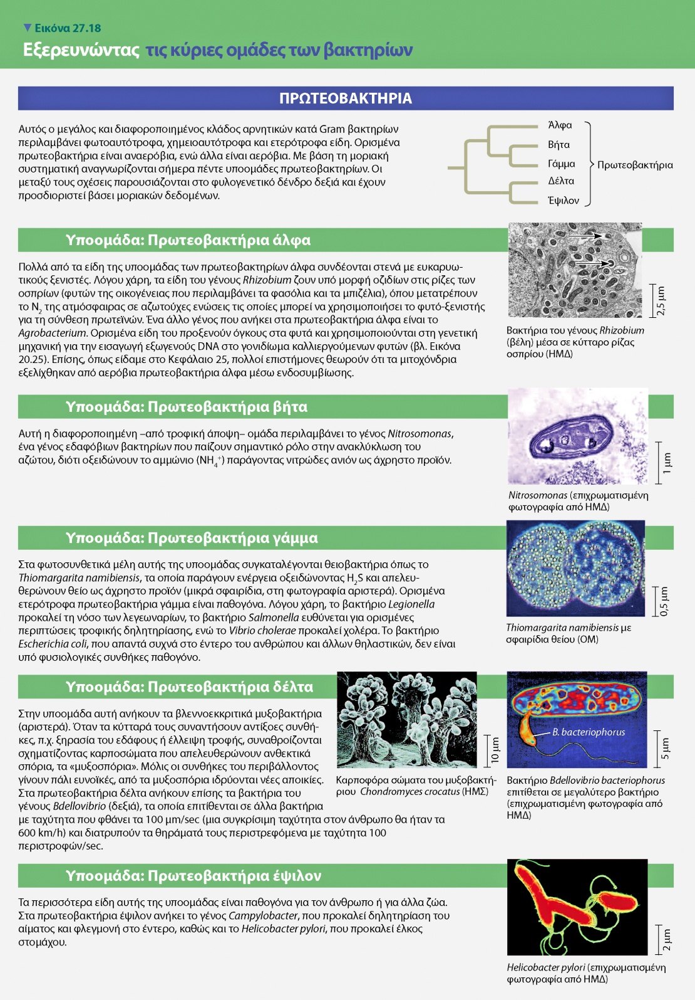 ▼ Εικόνα 27.18
Εξερευνώντας τις κύριες ομάδες των βακτηρίων
ΠΡΩΤΕΟΒΑΚΤΗΡΙΑ
Αυτός ο μεγάλος και διαφοροποιημένος κλάδος αρνητικών κατά Gram βακτηρίων
περιλαμβάνει φωτοαυτότροφα, χημειοαυτότροφα και ετερότροφα είδη. Ορισμένα
πρωτεοβακτήρια είναι αναερόβια, ενώ άλλα είναι αερόβια. Με βάση τη μοριακή
συστηματική αναγνωρίζονται σήμερα πέντε υποομάδες πρωτεοβακτηρίων. Οι
μεταξύ τους σχέσεις παρουσιάζονται στο φυλογενετικό δένδρο δεξιά και έχουν
προσδιοριστεί βάσει μοριακών δεδομένων.
Άλφα
Βήτα
Γάμμα
Δέλτα
Έψιλον
Πρωτεοβακτήρια
Υποομάδα: Πρωτεοβακτήρια άλφα
Πολλά από τα είδη της υποομάδας των πρωτεοβακτηρίων άλφα συνδέονται στενά με ευκαρυω-
τικούς ξενιστές. Λόγου χάρη, τα είδη του γένους Rhizobium ζουν υπό μορφή οζιδίων στις ρίζες των
οσπρίων (φυτών της οικογένειας που περιλαμβάνει τα φασόλια και τα μπιζέλια), όπου μετατρέπουν
το N₂ της ατμόσφαιρας σε αζωτούχες ενώσεις τις οποίες μπορεί να χρησιμοποιήσει το φυτό-ξενιστής
για τη σύνθεση πρωτεϊνών. Ένα άλλο γένος που ανήκει στα πρωτεοβακτήρια άλφα είναι το
Agrobacterium. Ορισμένα είδη του προξενούν όγκους στα φυτά και χρησιμοποιούνται στη γενετική
μηχανική για την εισαγωγή εξωγενούς DNA στο γονιδίωμα καλλιεργούμενων φυτών (βλ. Εικόνα
20.25). Επίσης, όπως είδαμε στο Κεφάλαιο 25, πολλοί επιστήμονες θεωρούν ότι τα μιτοχόνδρια
εξελίχθηκαν από αερόβια πρωτεοβακτήρια άλφα μέσω ενδοσυμβίωσης.
2,5 μm
Βακτήρια του γένους Rhizobium
(βέλη) μέσα σε κύτταρο ρίζας
οσπρίου (ΗΜΔ)
Υποομάδα: Πρωτεοβακτήρια βήτα
Αυτή η διαφοροποιημένη –από τροφική άποψη– ομάδα περιλαμβάνει το γένος Nitrosomonas,
ένα γένος εδαφόβιων βακτηρίων που παίζουν σημαντικό ρόλο στην ανακλύκλωση του
αζώτου, διότι οξειδώνουν το αμμώνιο (NH₄⁺) παράγοντας νιτρώδες ανιόν ως άχρηστο προϊόν.
1 μm
Nitrosomonas (επιχρωματισμένη
φωτογραφία από ΗΜΔ)
Υποομάδα: Πρωτεοβακτήρια γάμμα
Στα φωτοσυνθετικά μέλη αυτής της υποομάδας συγκαταλέγονται θειοβακτήρια όπως το
Thiomargarita namibiensis, τα οποία παράγουν ενέργεια οξειδώνοντας H₂S και απελευ-
θερώνουν θείο ως άχρηστο προϊόν (μικρά σφαιρίδια, στη φωτογραφία αριστερά). Ορισμένα
ετερότροφα πρωτεοβακτήρια γάμμα είναι παθογόνα. Λόγου χάρη, το βακτήριο Legionella
προκαλεί τη νόσο των λεγεωναρίων, το βακτήριο Salmonella ευθύνεται για ορισμένες
περιπτώσεις τροφικής δηλητηρίασης, ενώ το Vibrio cholerae προκαλεί χολέρα. Το βακτήριο
Escherichia coli, που απαντά συχνά στο έντερο του ανθρώπου και άλλων θηλαστικών, δεν είναι
υπό φυσιολογικές συνθήκες παθογόνο.
0,5 μm
Thiomargarita namibiensis με
σφαιρίδια θείου (ΟΜ)
Υποομάδα: Πρωτεοβακτήρια δέλτα
Στην υποομάδα αυτή ανήκουν τα βλεννοεκκριτικά μυξοβακτήρια
(αριστερά). Όταν τα κύτταρά τους συναντήσουν αντίξοες συνθή-
κες, π.χ. ξηρασία του εδάφους ή έλλειψη τροφής, συναθροίζονται
σχηματίζοντας καρποσώματα που απελευθερώνουν ανθεκτικά
σπόρια, τα «μυξοσπόρια». Μόλις οι συνθήκες του περιβάλλοντος
γίνουν πάλι ευνοϊκές, από τα μυξοσπόρια ιδρύονται νέες αποικίες.
Στα πρωτεοβακτήρια δέλτα ανήκουν επίσης τα βακτήρια του
γένους Bdellovibrio (δεξιά), τα οποία επιτίθενται σε άλλα βακτήρια
με ταχύτητα που φθάνει τα 100 μm/sec (μια συγκρίσιμη ταχύτητα στον άνθρωπο θα ήταν τα
600 km/h) και διατρυπούν τα θηράματά τους περιστρεφόμενα με ταχύτητα 100
περιστροφών/sec.
10 μm
Καρποφόρα σώματα του μυξοβακτή-
ριου Chondromyces crocatus (ΗΜΣ)
B. bacteriophorus
5 μm
Βακτήριο Bdellovibrio bacteriophorus
επιτίθεται σε μεγαλύτερο βακτήριο
(επιχρωματισμένη φωτογραφία από
ΗΜΔ)
Υποομάδα: Πρωτεοβακτήρια έψιλον
Τα περισσότερα είδη αυτής της υποομάδας είναι παθογόνα για τον άνθρωπο ή για άλλα ζώα.
Στα πρωτεοβακτήρια έψιλον ανήκει το γένος Campylobacter, που προκαλεί δηλητηρίαση του
αίματος και φλεγμονή στο έντερο, καθώς και το Helicobacter pylori, που προκαλεί έλκος
στομάχου.
2 μm
Helicobacter pylori (επιχρωματισμένη
φωτογραφία από ΗΜΔ)